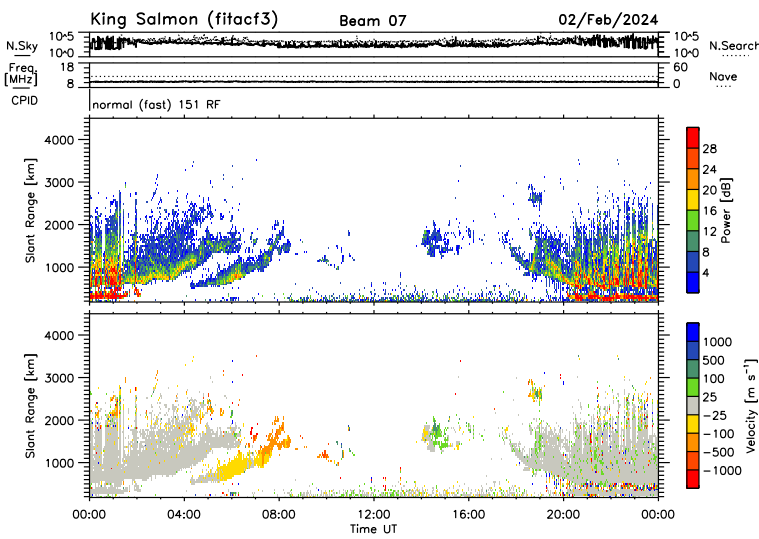 King Salmon (fitacf3) Beam 07 02/Feb/2024
N.Sky 10^5 10^0 10^5 10^0 N.Search
Freq. [MHz] 18 8 60 0 Nave
CPID normal (fast) 151 RF
Slant Range [km] 4000 3000 2000 1000
28 24 20 16 12 8 4 Power [dB]
Slant Range [km] 4000 3000 2000 1000
1000 500 100 25 −25 −100 −500 −1000 Velocity [m s⁻¹]
00:00 04:00 08:00 12:00 16:00 20:00 00:00
Time UT